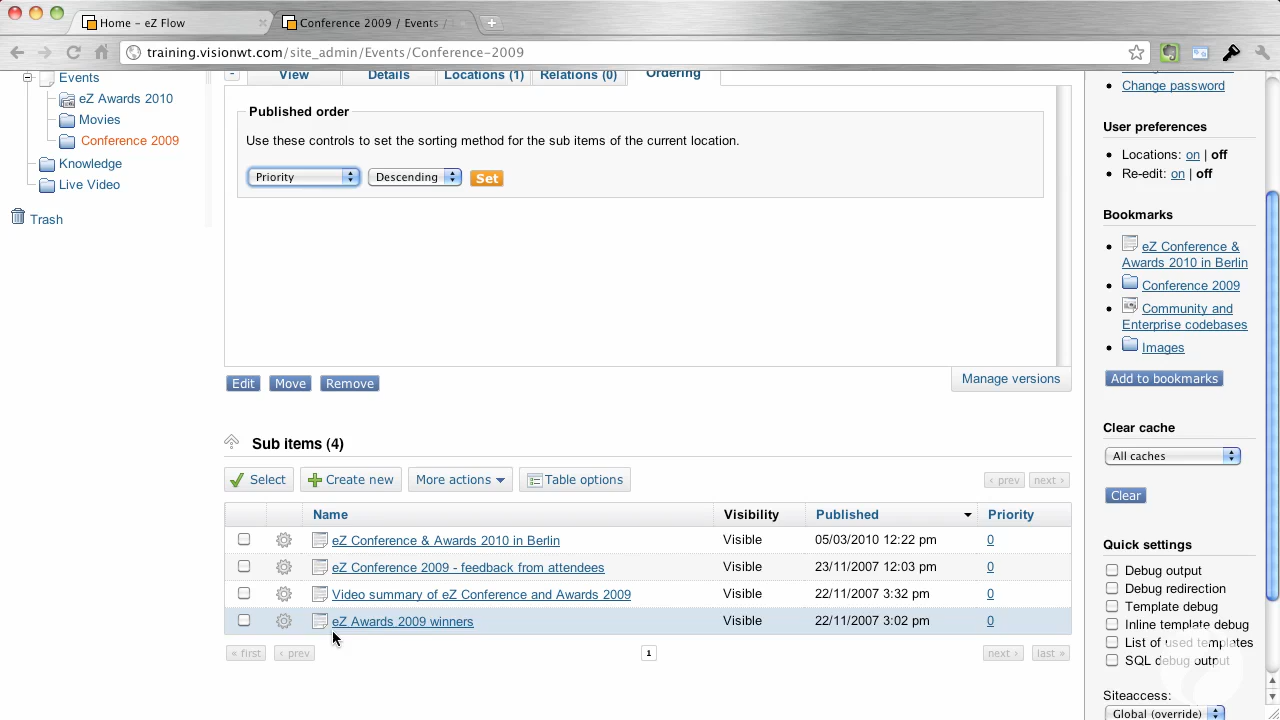 Home – eZ Flow
Conference 2009 / Events /
training.visionwt.com/site_admin/Events/Conference-2009
Events
eZ Awards 2010
Movies
Conference 2009
Knowledge
Live Video
Trash
View Details Locations (1) Relations (0) Ordering
Published order
Use these controls to set the sorting method for the sub items of the current location.
Priority Descending Set
Edit Move Remove
Manage versions
Sub items (4)
Select Create new More actions Table options
‹ prev next ›
Name Visibility Published Priority
eZ Conference & Awards 2010 in Berlin Visible 05/03/2010 12:22 pm 0
eZ Conference 2009 - feedback from attendees Visible 23/11/2007 12:03 pm 0
Video summary of eZ Conference and Awards 2009 Visible 22/11/2007 3:32 pm 0
eZ Awards 2009 winners Visible 22/11/2007 3:02 pm 0
« first ‹ prev 1 next › last »
Change password
User preferences
Locations: on | off
Re-edit: on | off
Bookmarks
eZ Conference &
Awards 2010 in Berlin
Conference 2009
Community and
Enterprise codebases
Images
Add to bookmarks
Clear cache
All caches
Clear
Quick settings
Debug output
Debug redirection
Template debug
Inline template debug
List of used templates
SQL debug output
Siteaccess:
Global (override)